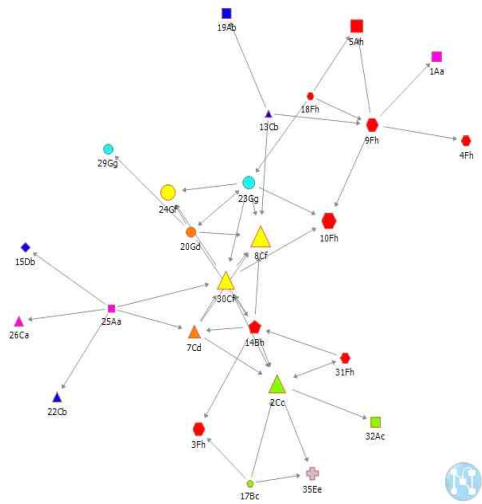 19Ab
5Ah
1Aa
18Fh
13Cb
9Fh
4Fh
29Gg
23Gg
24Gf
10Fh
20Gd
8Cf
15Db
30Cf
25Aa
26Ca
7Cd
14Bh
31Fh
22Cb
2Cc
32Ac
3Fh
35Ee
17Bc